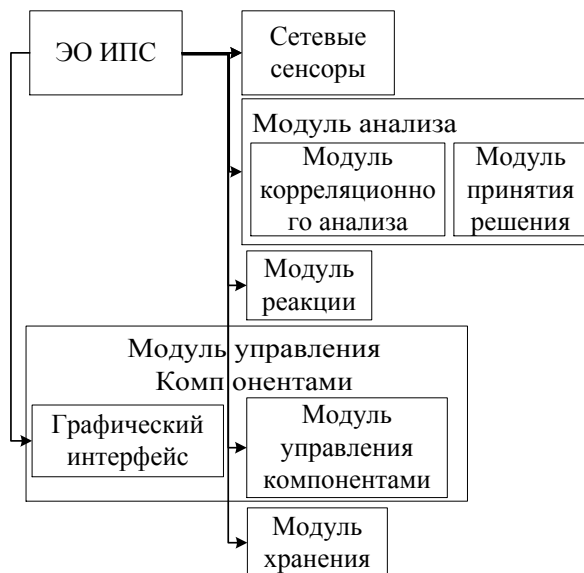 ЭО ИПС
Сетевые
сенсоры
Модуль анализа
Модуль
корреляционно
го анализа
Модуль
принятия
решения
Модуль
реакции
Модуль управления
Компонентами
Графический
интерфейс
Модуль
управления
компонентами
Модуль
хранения